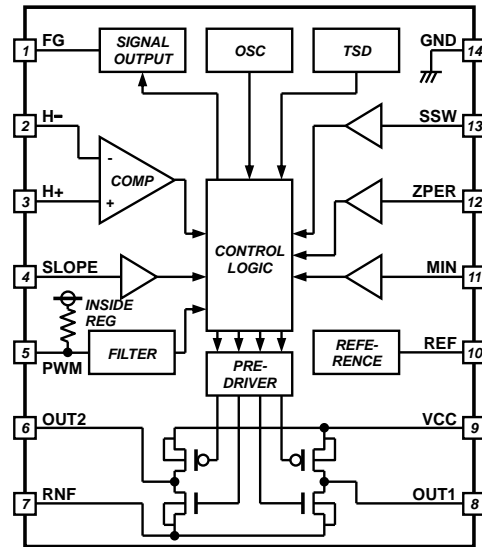 FG
SIGNAL
OUTPUT
OSC
TSD
GND
1
14
H-
SSW
2
13
-
COMP
+
H+
ZPER
3
12
CONTROL
LOGIC
SLOPE
MIN
4
11
INSIDE
REG
5
PWM
FILTER
PRE-
DRIVER
REFE-
RENCE
REF
10
OUT2
VCC
6
9
RNF
OUT1
7
8